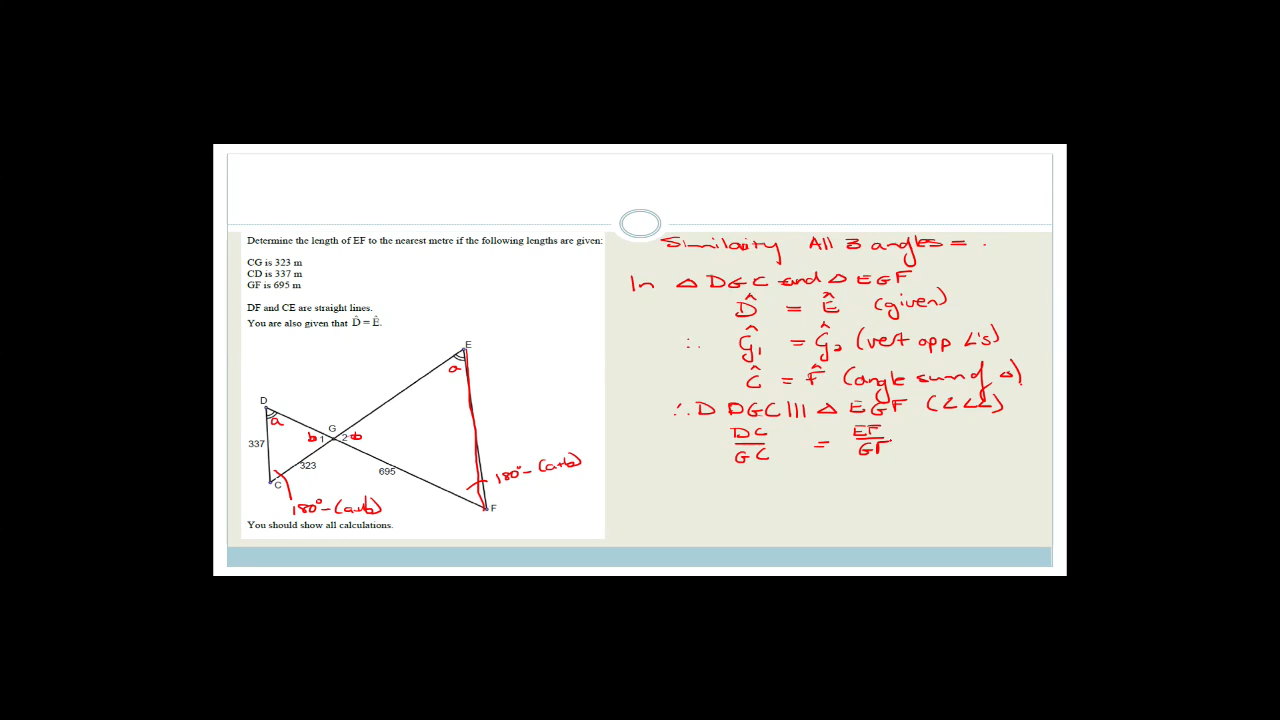 Determine the length of EF to the nearest metre if the following lengths are given:
CG is 323 m
CD is 337 m
GF is 695 m
DF and CE are straight lines.
You are also given that D̂ = Ê.
E
a
D
a
G
b 1 2 b
337
323
695
C
180° - (a+b)
180° - (a+b)
F
You should show all calculations.
Similarity All 3 angles = .
In △ DGC and △ EGF
D̂ = Ê (given)
∴ Ĝ₁ = Ĝ₂ (vert opp ∠'s)
Ĉ = F̂ (angle sum of △).
∴ D DGC ||| △ EGF (∠∠∠)
DC/GC = EF/GF